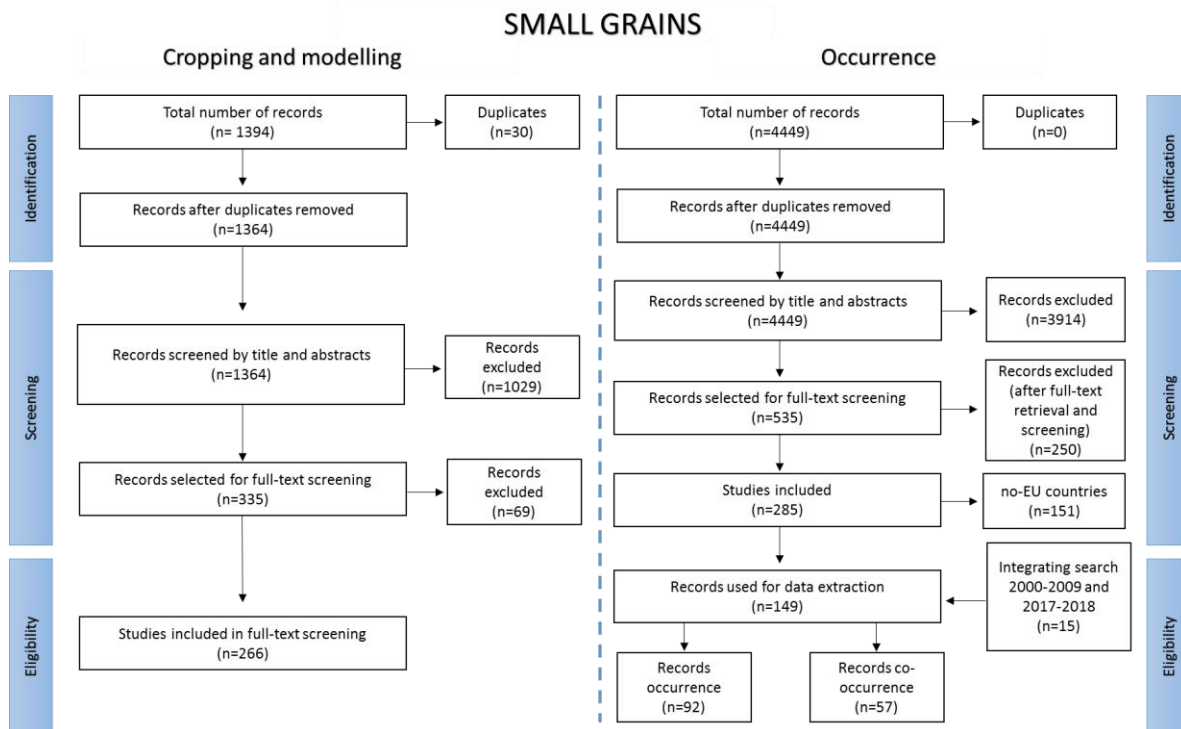 SMALL GRAINS
Cropping and modelling
Identification
Screening
Eligibility
Total number of records
(n= 1394)
Duplicates
(n=30)
Records after duplicates removed
(n=1364)
Records screened by title and abstracts
(n=1364)
Records
excluded
(n=1029)
Records selected for full-text screening
(n=335)
Records
excluded
(n=69)
Studies included in full-text screening
(n=266)
Occurrence
Total number of records
(n=4449)
Duplicates
(n=0)
Records after duplicates removed
(n=4449)
Records screened by title and abstracts
(n=4449)
Records excluded
(n=3914)
Records selected for full-text screening
(n=535)
Records excluded
(after full-text
retrieval and
screening)
(n=250)
Studies included
(n=285)
no-EU countries
(n=151)
Records used for data extraction
(n=149)
Integrating search
2000-2009 and
2017-2018
(n=15)
Records
occurrence
(n=92)
Records co-
occurrence
(n=57)
Identification
Screening
Eligibility